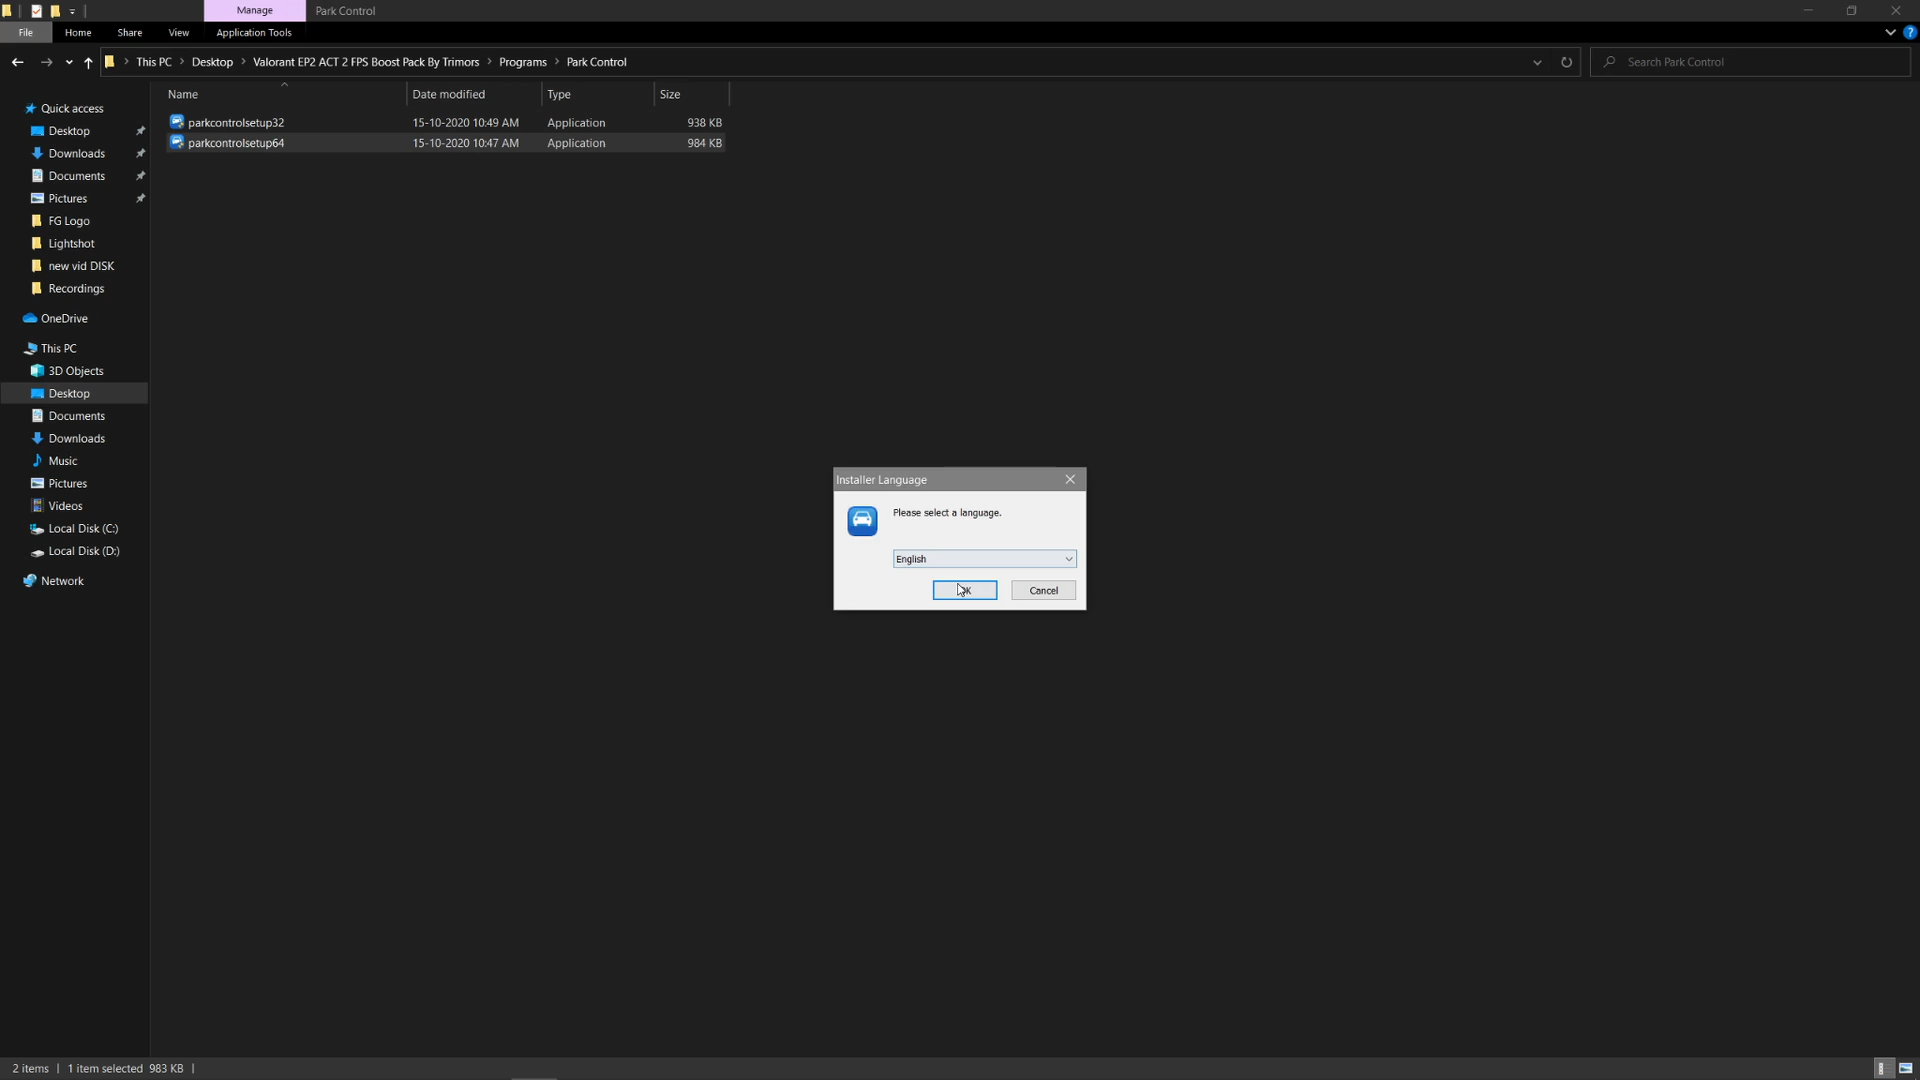 Manage
Park Control
File
Home
Share
View
Application Tools
This PC
Desktop
Valorant EP2 ACT 2 FPS Boost Pack By Trimors
Programs
Park Control
Search Park Control
Name
Date modified
Type
Size
parkcontrolsetup32
15-10-2020 10:49 AM
Application
938 KB
parkcontrolsetup64
15-10-2020 10:47 AM
Application
984 KB
Quick access
Desktop
Downloads
Documents
Pictures
FG Logo
Lightshot
new vid DISK
Recordings
OneDrive
This PC
3D Objects
Desktop
Documents
Downloads
Music
Pictures
Videos
Local Disk (C:)
Local Disk (D:)
Network
Installer Language
Please select a language.
English
Cancel
2 items
1 item selected 983 KB